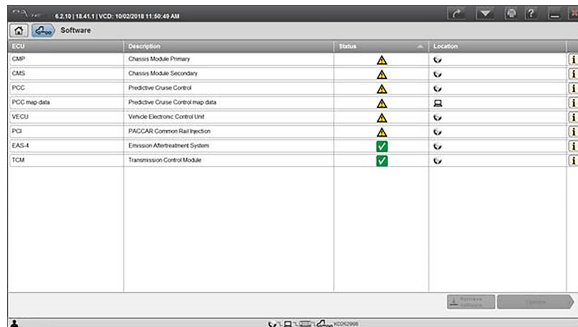 6.2.10 | 18.41.1 | VCD: 10/02/2018 11:50:49 AM
Software
ECU Description Status Location
CMP Chassis Module Primary
CMS Chassis Module Secondary
PCC Predictive Cruise Control
PCC map data Predictive Cruise Control map data
VECU Vehicle Electronic Control Unit
PCI PACCAR Common Rail Injection
EAS-4 Emission Aftertreatment System
TCM Transmission Control Module
Retrieve software Update